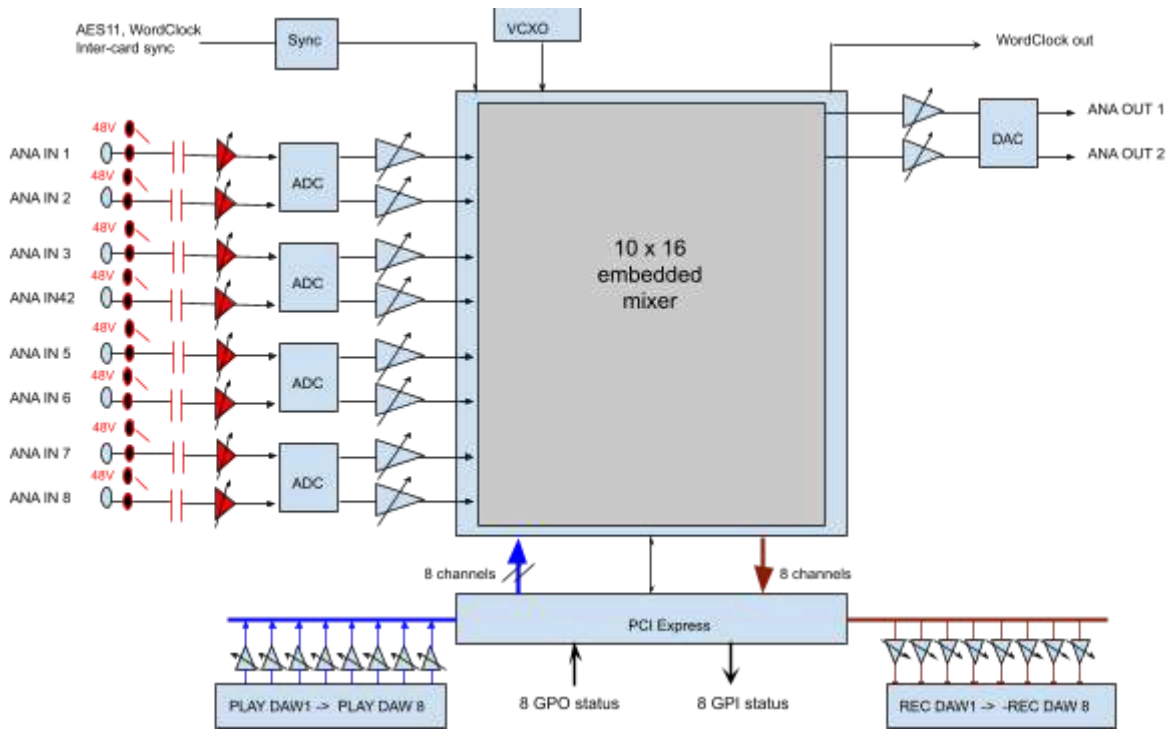 AES11, WordClock
Inter-card sync
Sync
VCXO
WordClock out
ANA OUT 1
DAC
ANA OUT 2
48V
ANA IN 1
ADC
48V
ANA IN 2
48V
ANA IN 3
ADC
48V
ANA IN42
48V
ANA IN 5
ADC
48V
ANA IN 6
48V
ANA IN 7
ADC
48V
ANA IN 8
10 x 16
embedded
mixer
8 channels
8 channels
PCI Express
PLAY DAW1 -> PLAY DAW 8
8 GPO status
8 GPI status
REC DAW1 -> -REC DAW 8